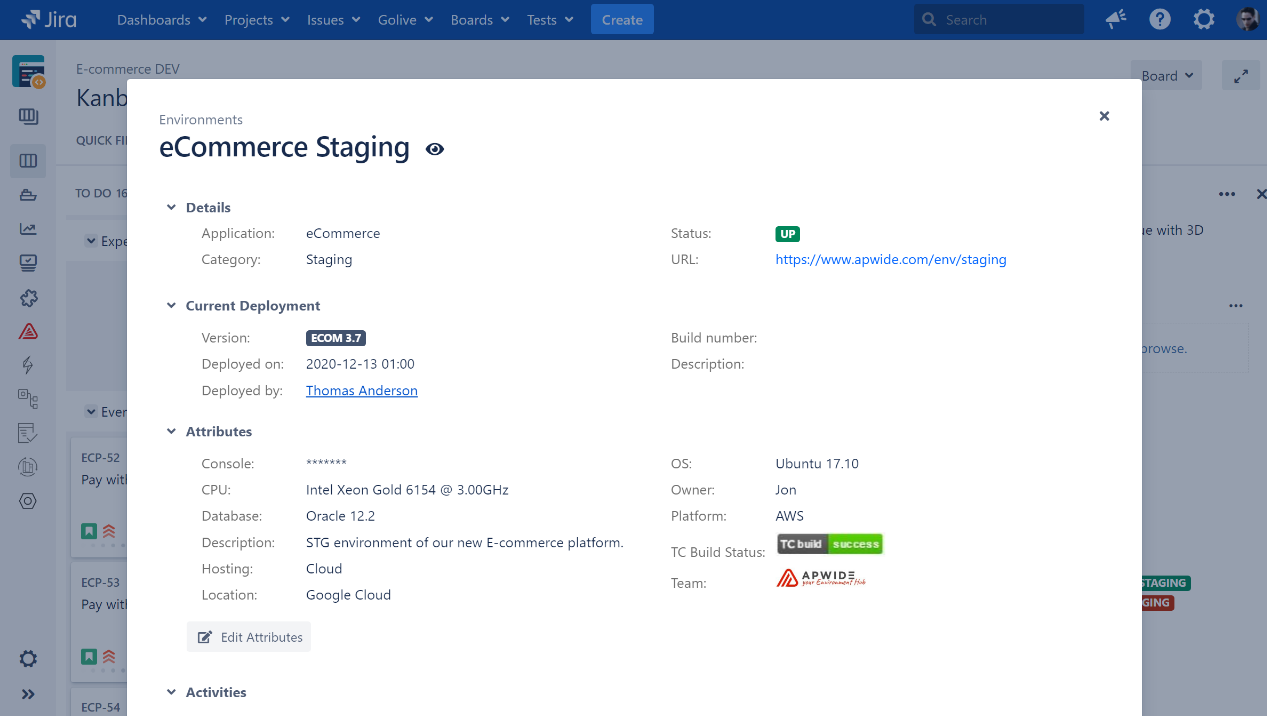 Jira
Dashboards Projects Issues Golive Boards Tests Create Search
E-commerce DEV
Kanb
Board
QUICK FI
TO DO 16
Expe
Ever
ECP-52
Pay with
ECP-53
Pay with
ECP-54
Environments
eCommerce Staging
Details
Application: eCommerce Status: UP
Category: Staging URL: https://www.apwide.com/env/staging
Current Deployment
Version: ECOM 3.7 Build number:
Deployed on: 2020-12-13 01:00 Description:
Deployed by: Thomas Anderson
Attributes
Console: ******* OS: Ubuntu 17.10
CPU: Intel Xeon Gold 6154 @ 3.00GHz Owner: Jon
Database: Oracle 12.2 Platform: AWS
Description: STG environment of our new E-commerce platform. TC Build Status: TC build success
Hosting: Cloud Team: APWIDE your Environment Hub
Location: Google Cloud
Edit Attributes
Activities
ue with 3D
browse.
STAGING
GING